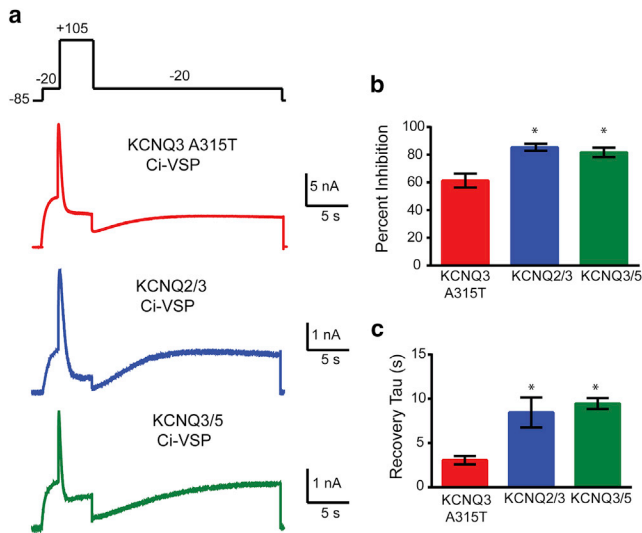 a
+105
-20
-20
-85
KCNQ3 A315T
Ci-VSP
5 nA
5 s
KCNQ2/3
Ci-VSP
1 nA
5 s
KCNQ3/5
Ci-VSP
1 nA
5 s
b
Percent Inhibition
100
80
60
40
20
0
* *
KCNQ3 A315T
KCNQ2/3
KCNQ3/5
c
Recovery Tau (s)
15
10
5
0
* *
KCNQ3 A315T
KCNQ2/3
KCNQ3/5